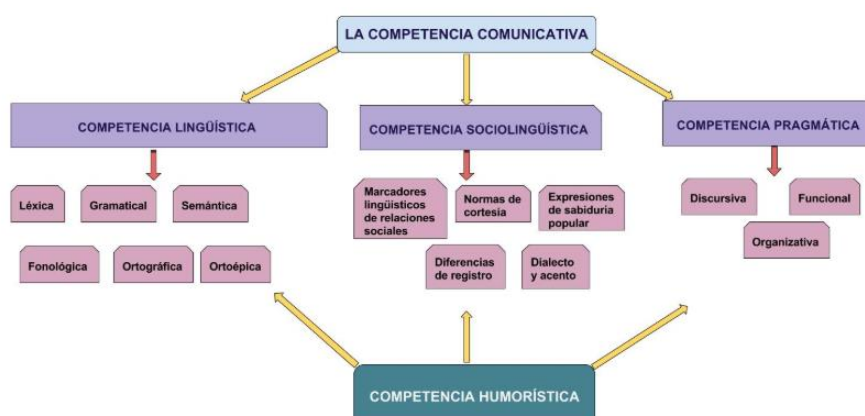 LA COMPETENCIA COMUNICATIVA
COMPETENCIA LINGÜÍSTICA
COMPETENCIA SOCIOLINGÜÍSTICA
COMPETENCIA PRAGMÁTICA
Léxica
Gramatical
Semántica
Fonológica
Ortográfica
Ortoépica
Marcadores
lingüísticos
de relaciones
sociales
Normas de
cortesía
Expresiones
de sabiduría
popular
Diferencias
de registro
Dialecto
y acento
Discursiva
Funcional
Organizativa
COMPETENCIA HUMORÍSTICA